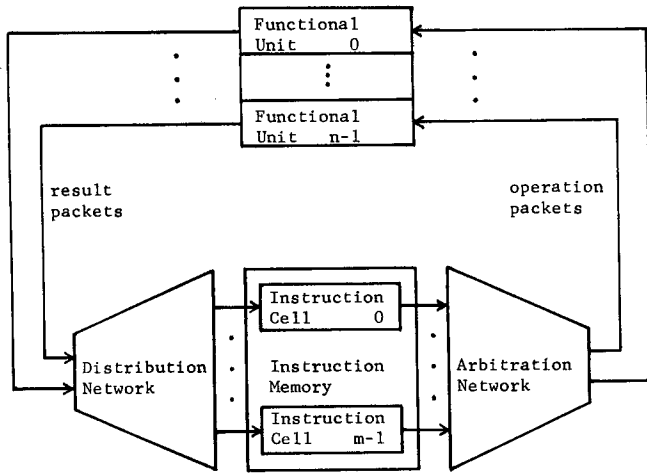 Functional
Unit 0
Functional
Unit n-1
result
packets
operation
packets
Instruction
Cell 0
Distribution
Network
Instruction
Memory
Arbitration
Network
Instruction
Cell m-1